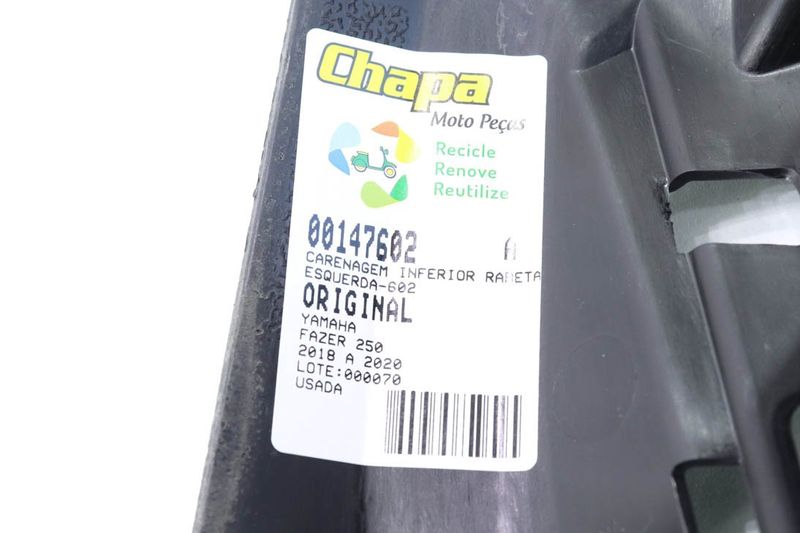 Chapa
Moto Peças
Recicle
Renove
Reutilize
00147602 A
CARENAGEM INFERIOR RABETA
ESQUERDA-602
ORIGINAL
YAMAHA
FAZER 250
2018 A 2020
LOTE:000070
USADA